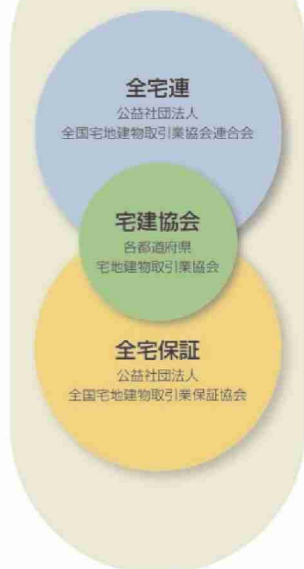 全宅連
公益社団法人
全国宅地建物取引業協会連合会
宅建協会
各都道府県
宅地建物取引業協会
全宅保証
公益社団法人
全国宅地建物取引業保証協会